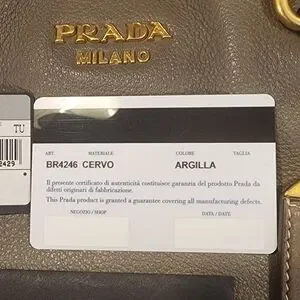 PRADA
MILANO
TU
2429
ART. MATERIALE COLORE TAGLIA
BR4246 CERVO ARGILLA
Il presente certificato di autenticità costituisce garanzia del prodotto Prada da
difetti originari di fabbricazione.
This Prada product is granted a guarantee covering all manufacturing defects.
NEGOZIO / SHOP DATA / DATE